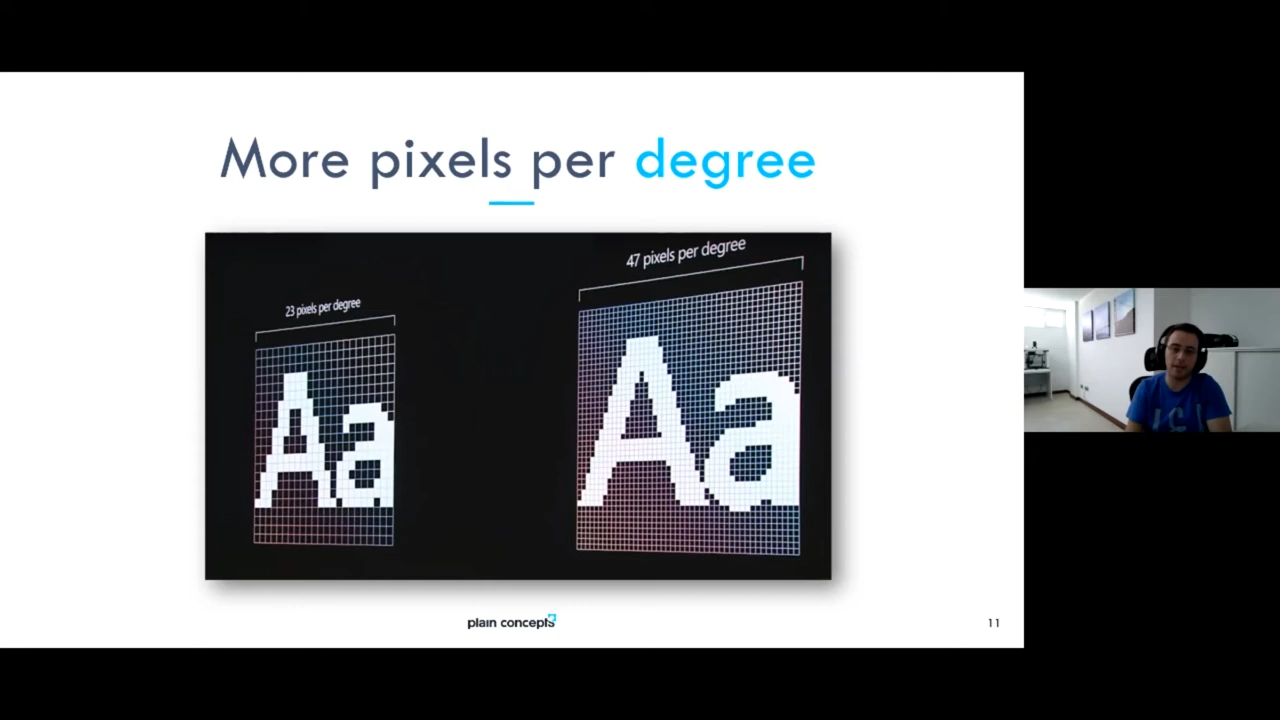 More pixels per degree
23 pixels per degree
47 pixels per degree
Aa
Aa
plain concepts
11